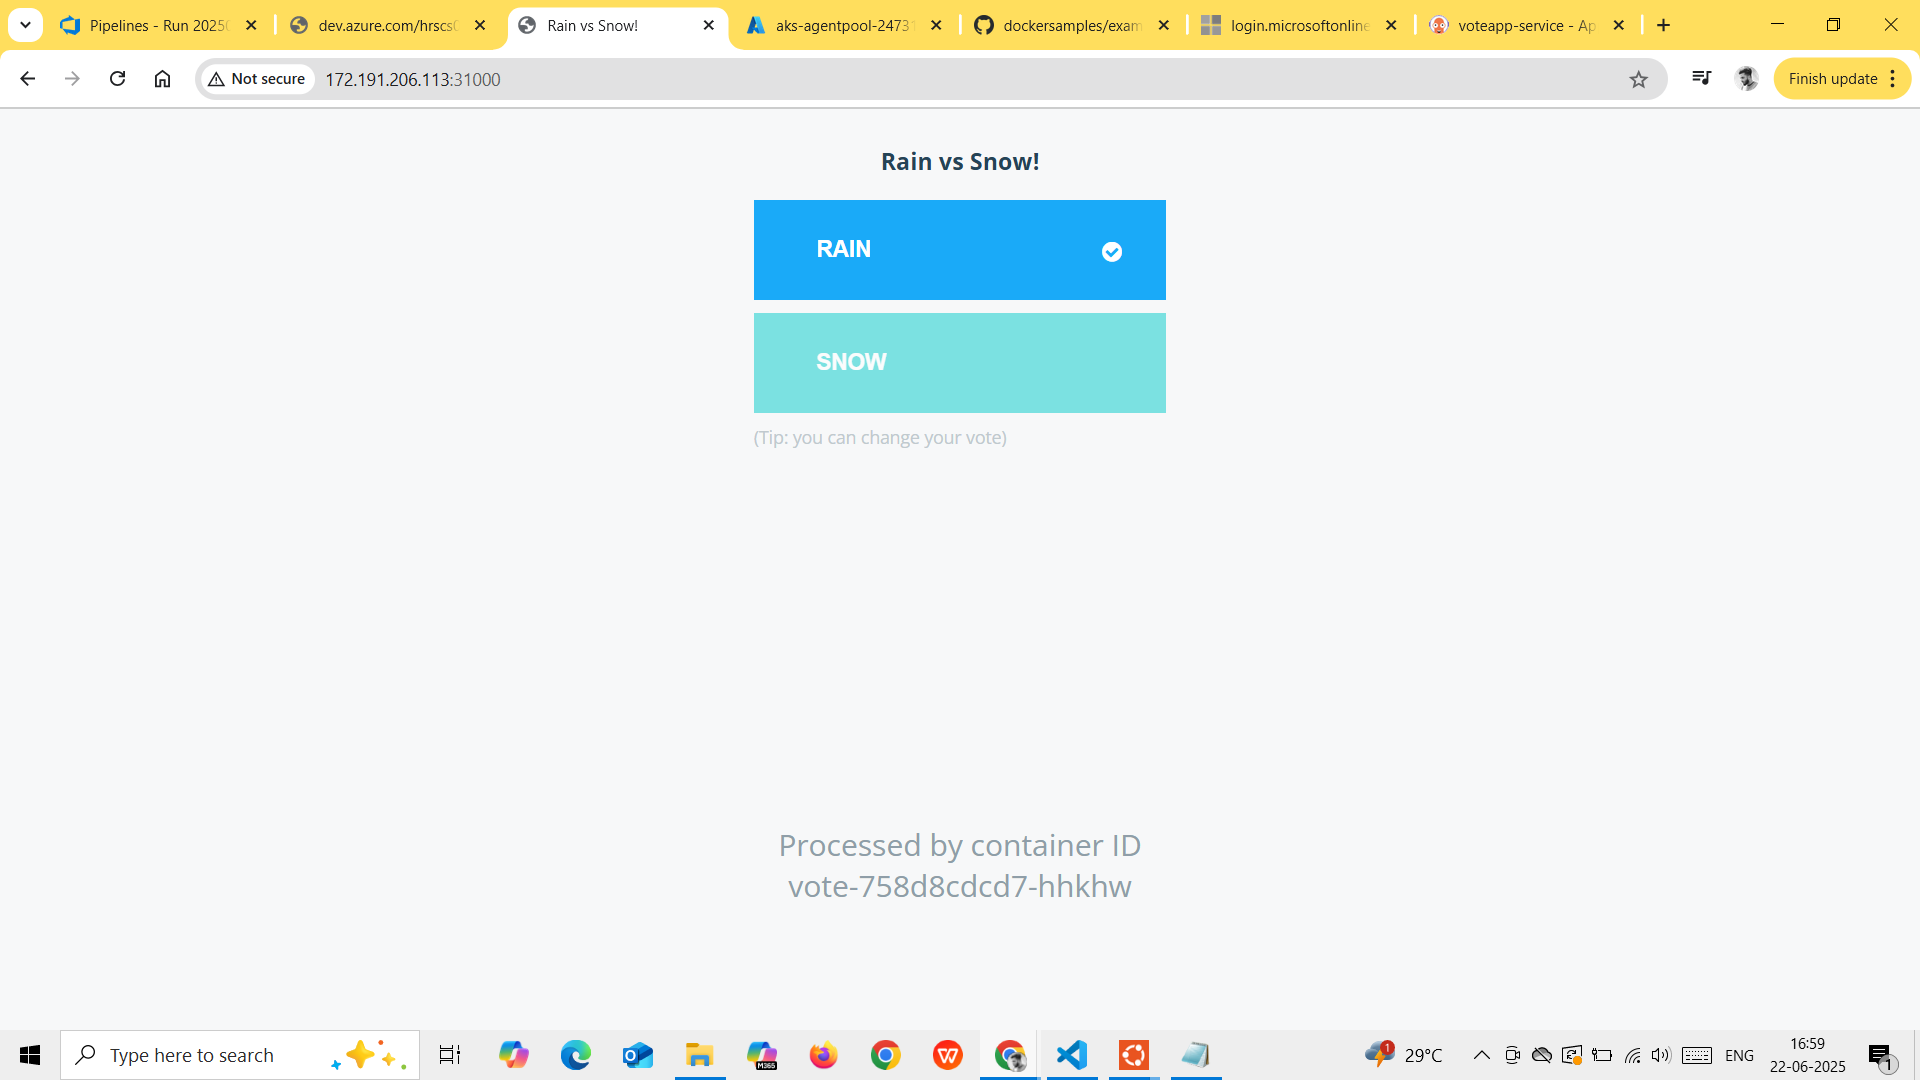 Pipelines - Run 2025
dev.azure.com/hrscs
Rain vs Snow!
aks-agentpool-24731
dockersamples/exam
login.microsoftonline
voteapp-service - Ap
Not secure
172.191.206.113:31000
Finish update
Rain vs Snow!
RAIN
SNOW
(Tip: you can change your vote)
Processed by container ID
vote-758d8cdcd7-hhkhw
Type here to search
M365
1
29°C
ENG
16:59
22-06-2025
1